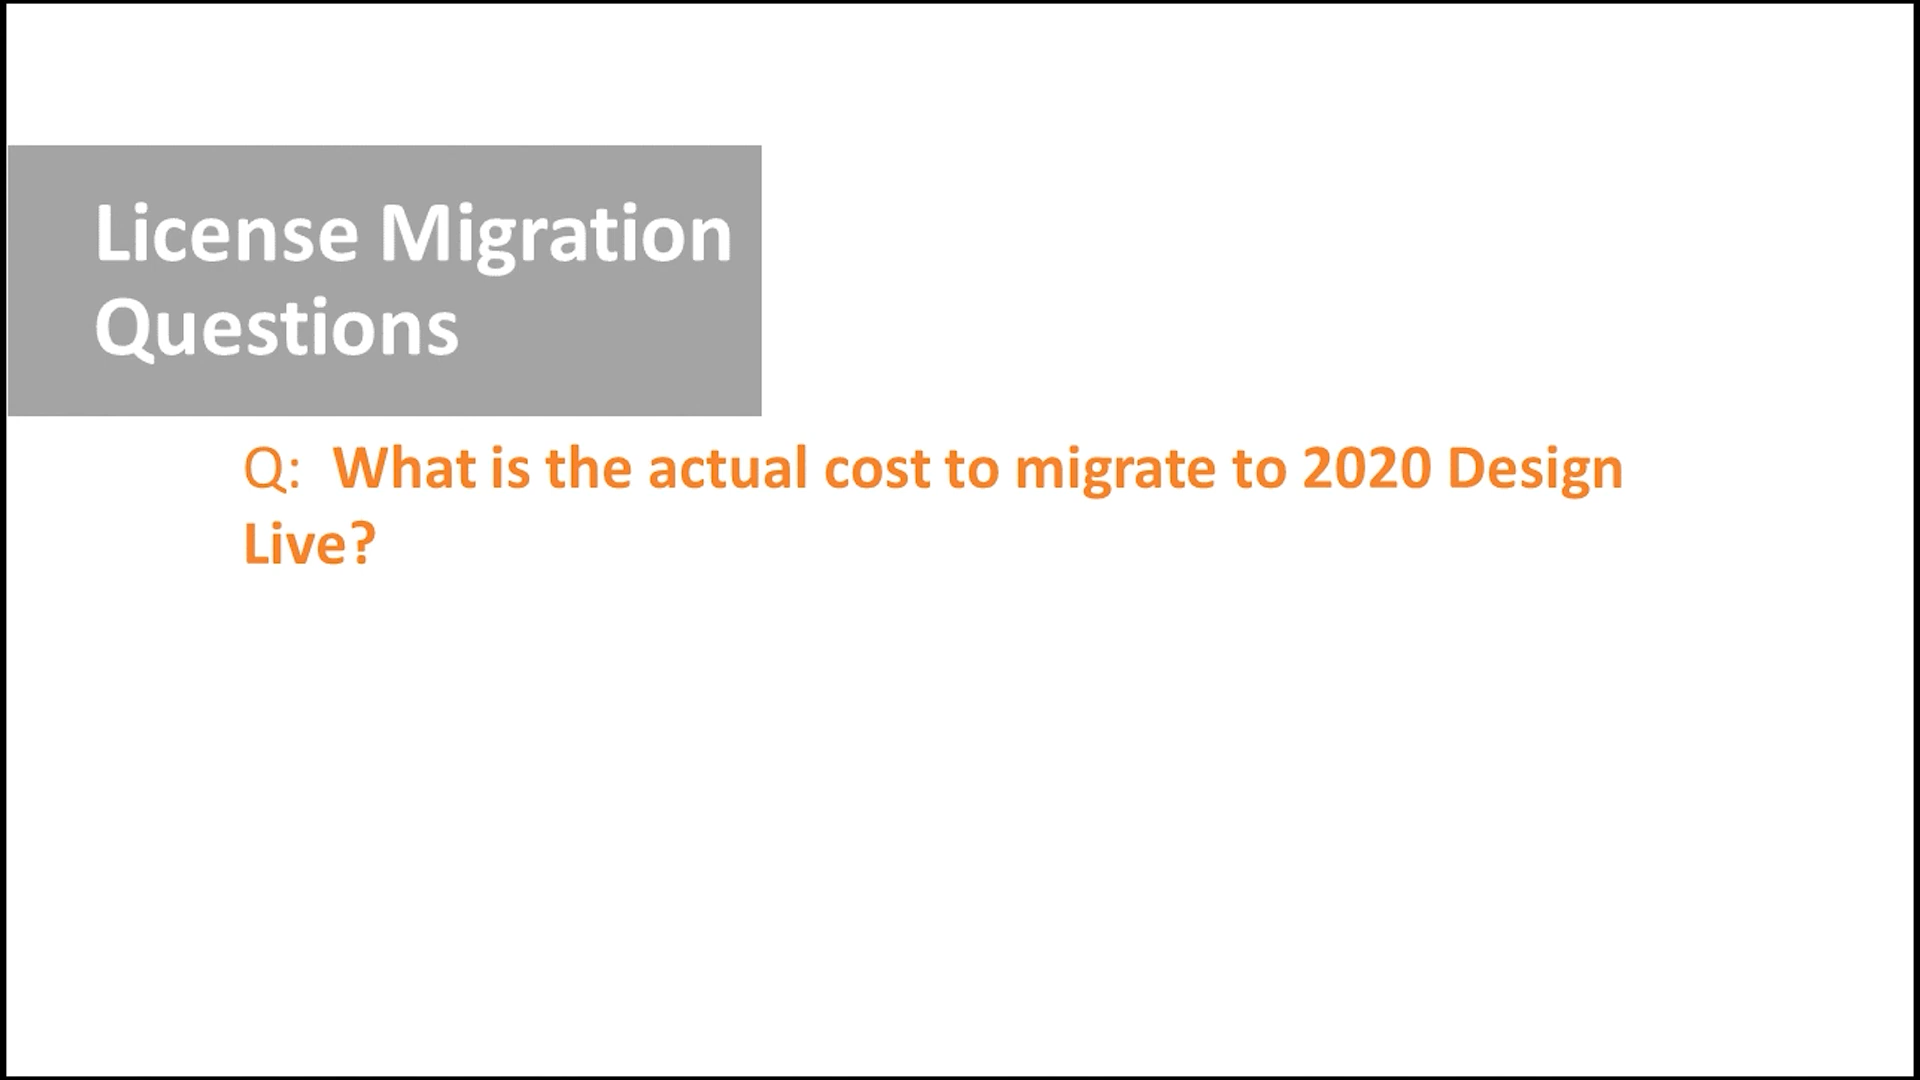 License Migration
Questions
Q: What is the actual cost to migrate to 2020 Design
Live?